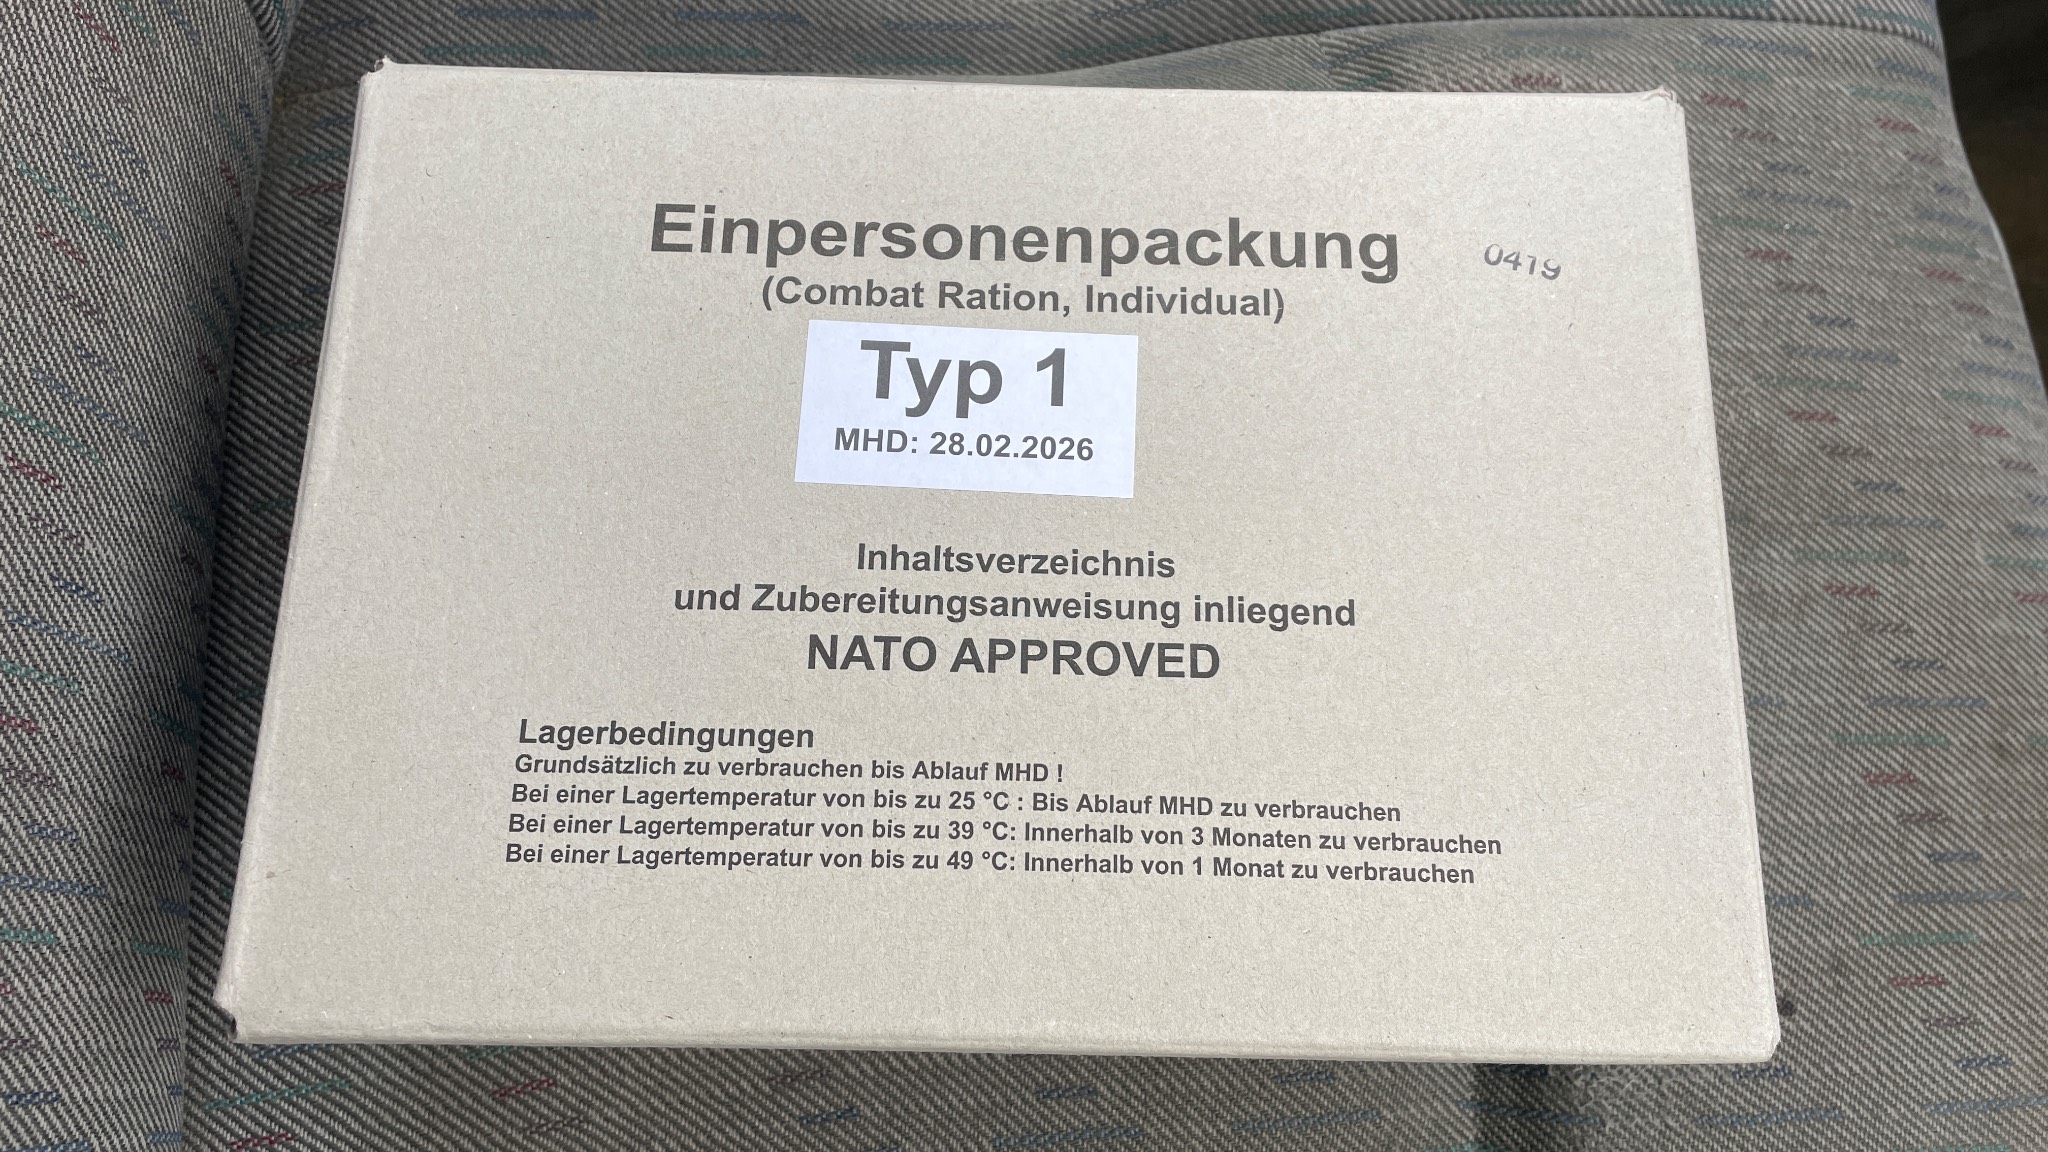 Einpersonenpackung
0419
(Combat Ration, Individual)
Typ 1
MHD: 28.02.2026
Inhaltsverzeichnis
und Zubereitungsanweisung inliegend
NATO APPROVED
Lagerbedingungen
Grundsätzlich zu verbrauchen bis Ablauf MHD !
Bei einer Lagertemperatur von bis zu 25 °C : Bis Ablauf MHD zu verbrauchen
Bei einer Lagertemperatur von bis zu 39 °C: Innerhalb von 3 Monaten zu verbrauchen
Bei einer Lagertemperatur von bis zu 49 °C: Innerhalb von 1 Monat zu verbrauchen